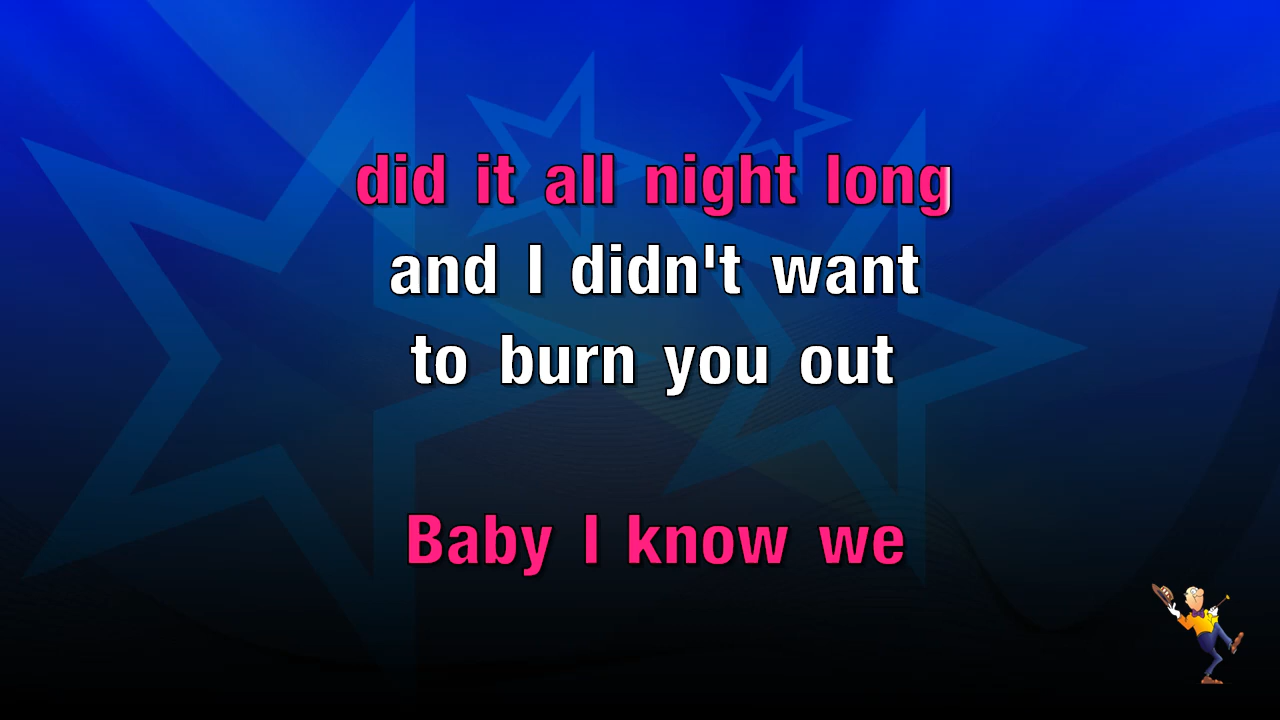 did it all night long
and I didn't want
to burn you out
Baby I know we